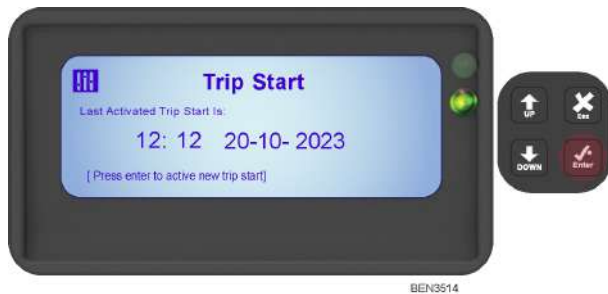 Trip Start
Last Activated Trip Start Is:
12: 12 20-10- 2023
[ Press enter to active new trip start]
UP
Esc
DOWN
Enter
BEN3514